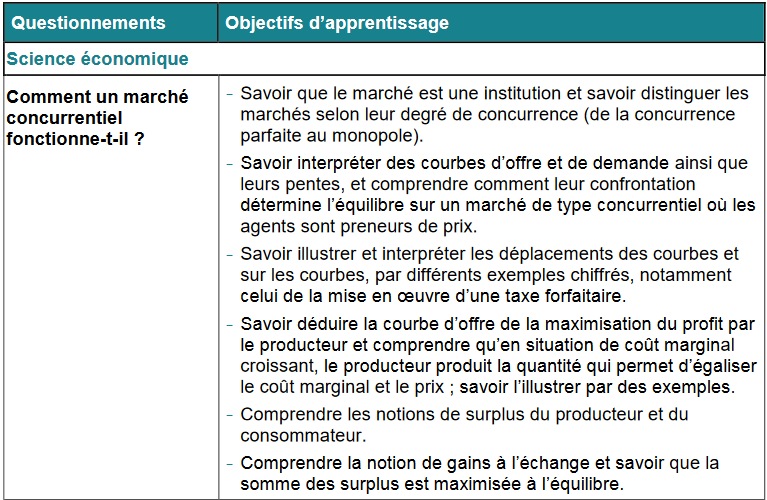 Questionnements
Objectifs d’apprentissage
Science économique
Comment un marché
concurrentiel
fonctionne-t-il ?
- Savoir que le marché est une institution et savoir distinguer les
marchés selon leur degré de concurrence (de la concurrence
parfaite au monopole).
- Savoir interpréter des courbes d’offre et de demande ainsi que
leurs pentes, et comprendre comment leur confrontation
détermine l’équilibre sur un marché de type concurrentiel où les
agents sont preneurs de prix.
- Savoir illustrer et interpréter les déplacements des courbes et
sur les courbes, par différents exemples chiffrés, notamment
celui de la mise en œuvre d’une taxe forfaitaire.
- Savoir déduire la courbe d’offre de la maximisation du profit par
le producteur et comprendre qu’en situation de coût marginal
croissant, le producteur produit la quantité qui permet d’égaliser
le coût marginal et le prix ; savoir l’illustrer par des exemples.
- Comprendre les notions de surplus du producteur et du
consommateur.
- Comprendre la notion de gains à l’échange et savoir que la
somme des surplus est maximisée à l’équilibre.